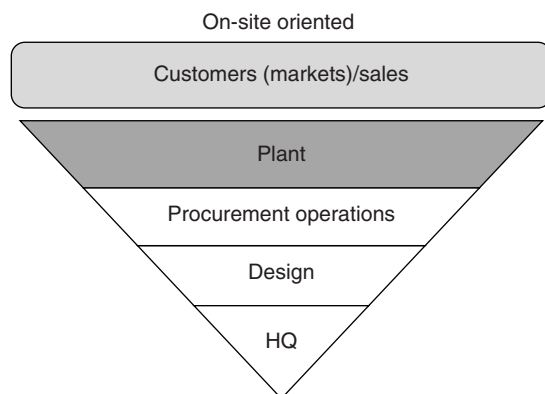 On-site oriented
Customers (markets)/sales
Plant
Procurement operations
Design
HQ